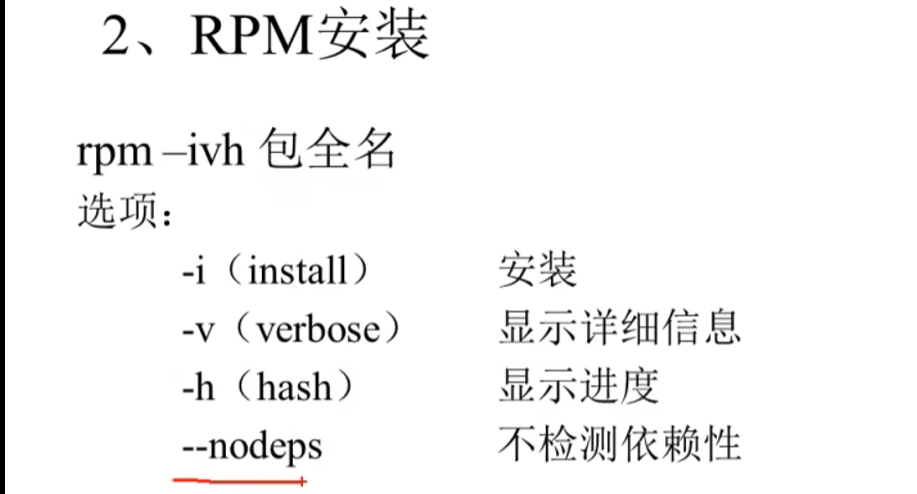 2、RPM安装
rpm –ivh 包全名
选项：
-i（install） 安装
-v（verbose） 显示详细信息
-h（hash） 显示进度
--nodeps 不检测依赖性